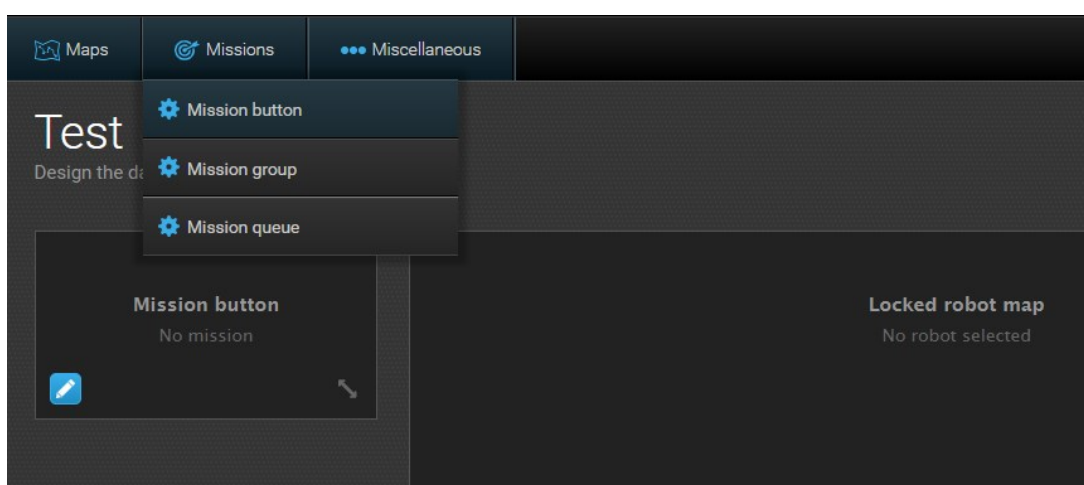 Maps
Missions
Miscellaneous
Mission button
Mission group
Mission queue
Test
Design the da
Mission button
No mission
Locked robot map
No robot selected